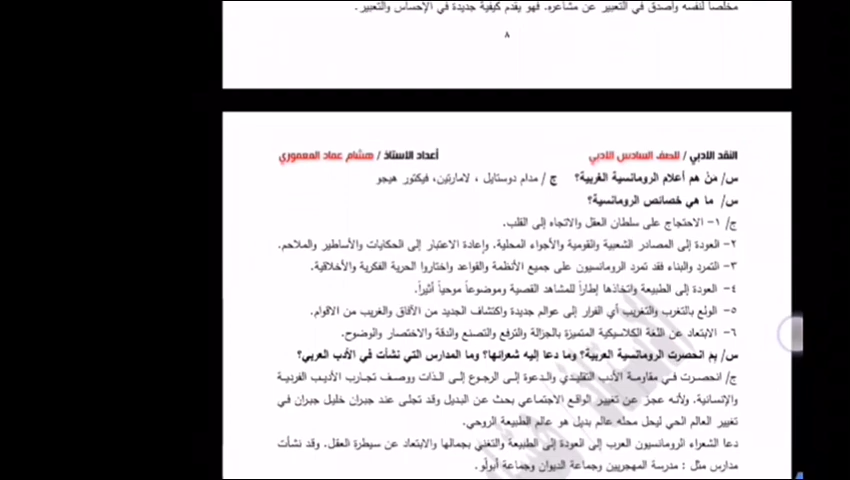 مخلصاً لنفسه وأصدق في التعبير عن مشاعره. فهو يقدم كيفية جديدة في الإحساس والتعبير.
٨
النقد الادبي / للصف السادس الادبي أعداد الاستاذ / هشام عماد المعموري
س/ مَنْ هم أعلام الرومانسية الغربية؟ ج / مدام دوستايل ، لامارتين، فيكتور هيجو
س/ ما هي خصائص الرومانسية؟
ج/ ١- الاحتجاج على سلطان العقل والاتجاه إلى القلب.
٢- العودة إلى المصادر الشعبية والقومية والأجواء المحلية. وإعادة الاعتبار إلى الحكايات والأساطير والملاحم.
٣- التمرد والبناء فقد تمرد الرومانسيون على جميع الأنظمة والقواعد واختاروا الحرية الفكرية والأخلاقية.
٤- العودة إلى الطبيعة واتخاذها إطاراً للمشاهد القصية وموضوعاً موحياً أثيراً.
٥- الولع بالتغرب والتغريب أي الفرار إلى عوالم جديدة واكتشاف الجديد من الآفاق والغريب من الاقوام.
٦- الابتعاد عن اللغة الكلاسيكية المتميزة بالجزالة والترفع والتصنع والدقة والاختصار والوضوح.
س/ بِمَ انحصرت الرومانسية العربية؟ وما دعا إليه شعرائها؟ وما المدارس التي نشأت في الأدب العربي؟
ج/ انحصرت في مقاومة الأدب التقليدي والدعوة إلى الرجوع إلى الذات ووصف تجارب الأديب الفردية
والإنسانية. ولأنه عجز عن تغيير الواقع الاجتماعي بحث عن البديل وقد تجلى عند جبران خليل جبران في
تغيير العالم الحي ليحل محله عالم بديل هو عالم الطبيعة الروحي.
دعا الشعراء الرومانسيون العرب إلى العودة إلى الطبيعة والتغني بجمالها والابتعاد عن سيطرة العقل. وقد نشأت
مدارس مثل : مدرسة المهجريين وجماعة الديوان وجماعة أبولو.